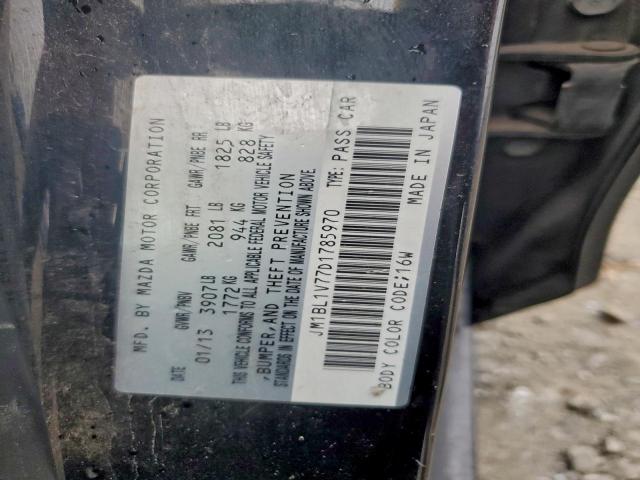 MFD. BY MAZDA MOTOR CORPORATION
DATE GVWR/PNBV GAWR/PNBE FRT GAWR/PNBE RR
01/13 3907LB 2081 LB 1825 LB
1772KG 944 KG 828 KG
THIS VEHICLE CONFORMS TO ALL APPLICABLE FEDERAL MOTOR VEHICLE SAFETY
,BUMPER,AND THEFT PREVENTION
STANDARDS IN EFFECT ON THE DATE OF MANUFACTURE SHOWN ABOVE
JM1BL1V77D1785970 TYPE: PASS CAR
BODY COLOR CODE:16W MADE IN JAPAN